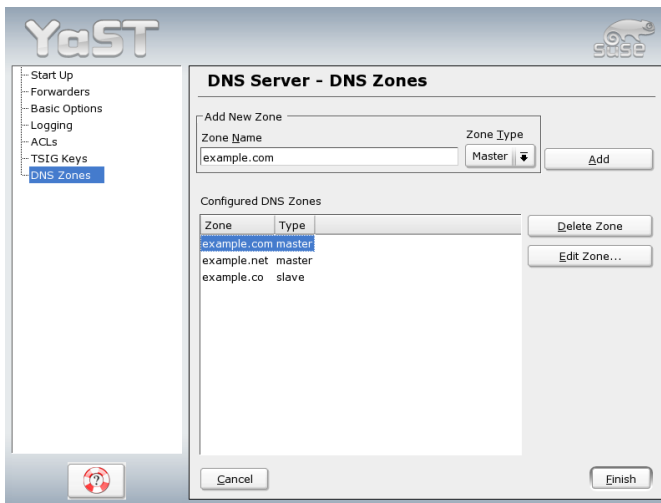 YaST
suse
Start Up
Forwarders
Basic Options
Logging
ACLs
TSIG Keys
DNS Zones
DNS Server - DNS Zones
Add New Zone
Zone Name
Zone Type
example.com
Master
Add
Configured DNS Zones
Zone Type
example.com master
example.net master
example.co slave
Delete Zone
Edit Zone...
Cancel
Finish